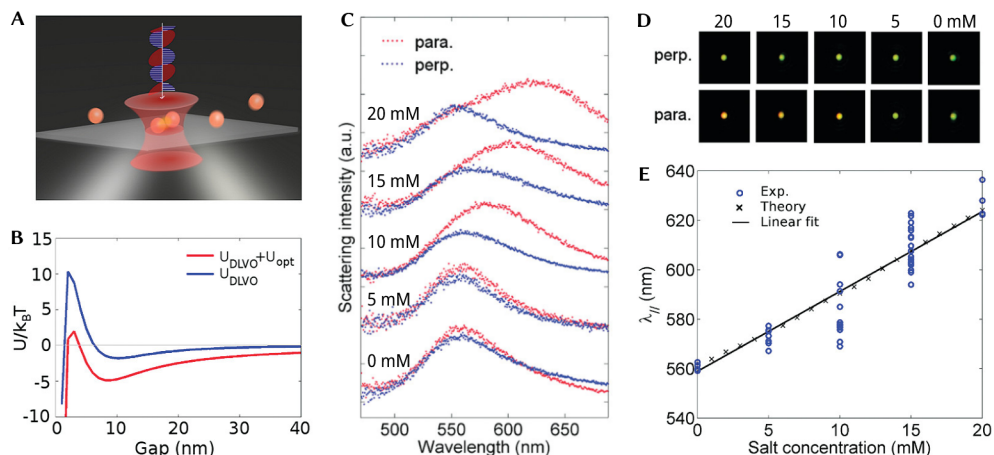 A
B
15
10
5
0
-5
-10
U/kBT
U_DLVO+U_opt
U_DLVO
0 10 20 30 40
Gap (nm)
C
para.
perp.
20 mM
15 mM
10 mM
5 mM
0 mM
Scattering intensity (a.u.)
500 550 600 650
Wavelength (nm)
D
20 15 10 5 0 mM
perp.
para.
E
640
620
600
580
560
540
λ// (nm)
Exp.
Theory
Linear fit
0 5 10 15 20
Salt concentration (mM)